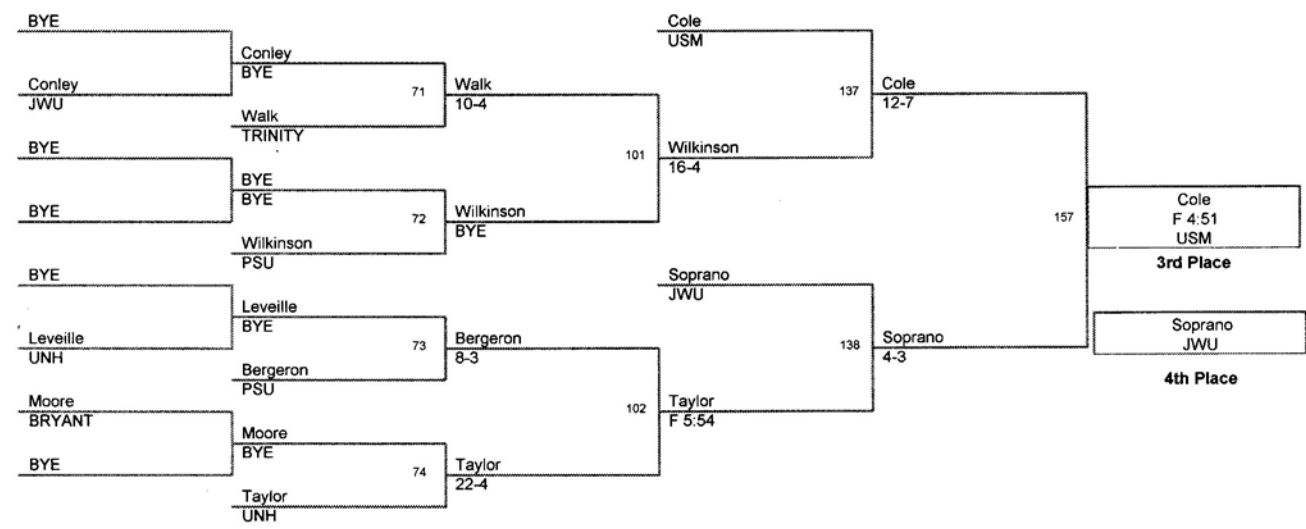 BYE
Conley
JWU
BYE
BYE
BYE
Leveille
UNH
Moore
BRYANT
BYE
Conley
BYE
71
Walk
TRINITY
BYE
BYE
72
Wilkinson
PSU
Leveille
BYE
73
Bergeron
PSU
Moore
BYE
74
Taylor
UNH
Walk
10-4
101
Wilkinson
BYE
Bergeron
8-3
102
Taylor
22-4
Cole
USM
137
Wilkinson
16-4
Soprano
JWU
138
Taylor
F 5:54
Cole
12-7
157
Soprano
4-3
Cole
F 4:51
USM
3rd Place
Soprano
JWU
4th Place